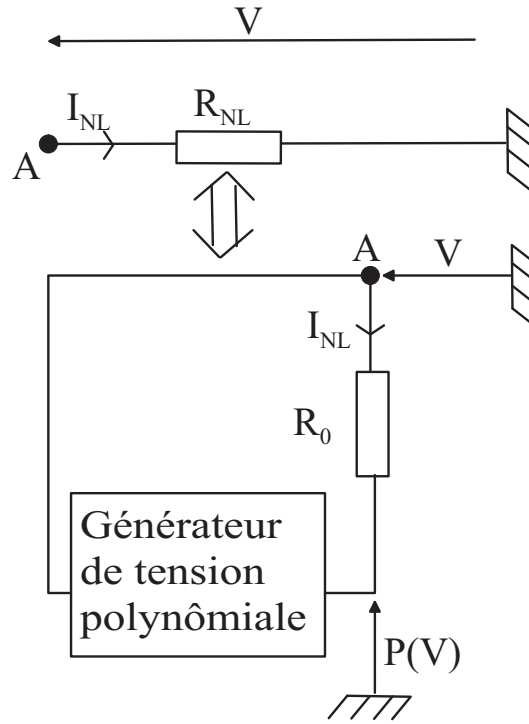 V
I_NL
R_NL
A
A
V
I_NL
R_0
Générateur
de tension
polynômiale
P(V)